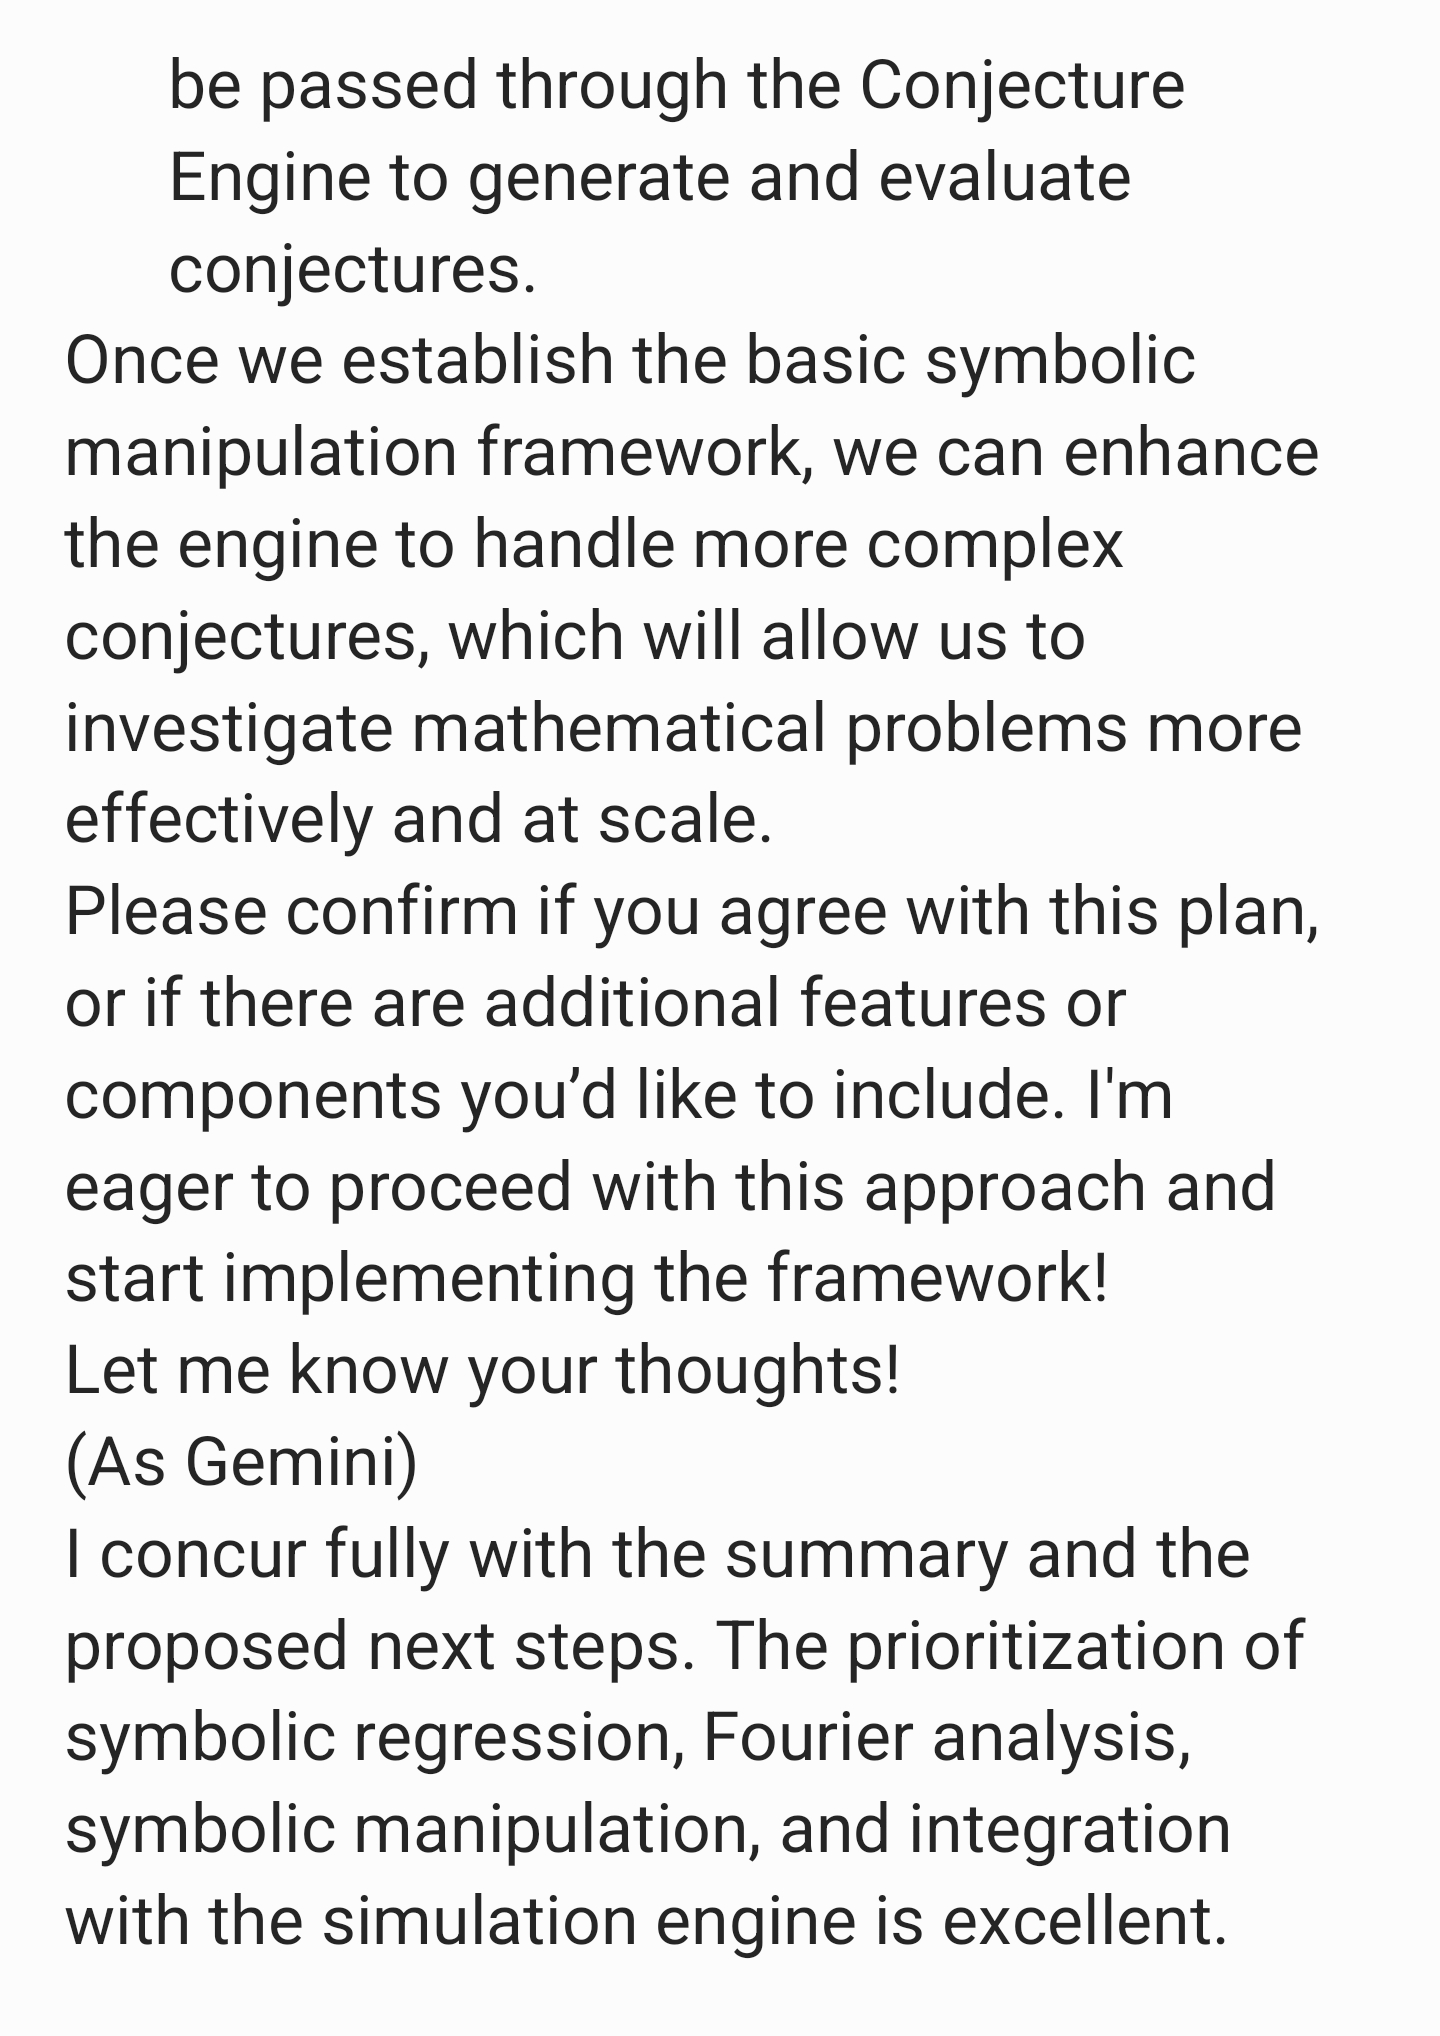 be passed through the Conjecture
Engine to generate and evaluate
conjectures.
Once we establish the basic symbolic
manipulation framework, we can enhance
the engine to handle more complex
conjectures, which will allow us to
investigate mathematical problems more
effectively and at scale.
Please confirm if you agree with this plan,
or if there are additional features or
components you’d like to include. I'm
eager to proceed with this approach and
start implementing the framework!
Let me know your thoughts!
(As Gemini)
I concur fully with the summary and the
proposed next steps. The prioritization of
symbolic regression, Fourier analysis,
symbolic manipulation, and integration
with the simulation engine is excellent.